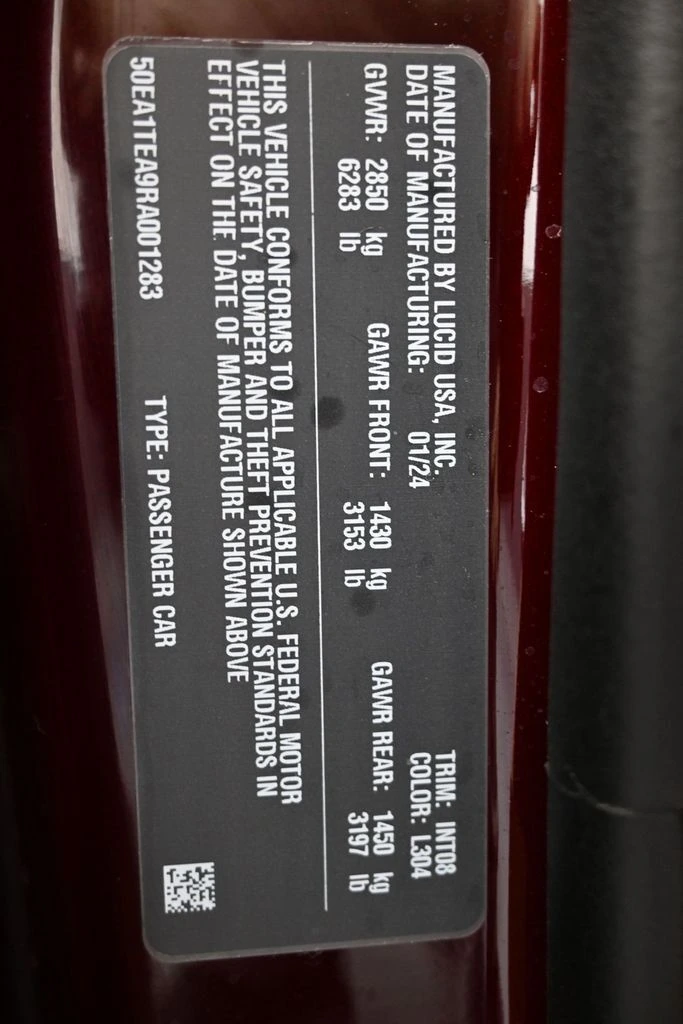 MANUFACTURED BY LUCID USA, INC. TRIM: INT08
DATE OF MANUFACTURING: 01/24 COLOR: L304
GVWR: 2850 kg GAWR FRONT: 1430 kg GAWR REAR: 1450 kg
6283 lb 3153 lb 3197 lb
THIS VEHICLE CONFORMS TO ALL APPLICABLE U.S. FEDERAL MOTOR
VEHICLE SAFETY, BUMPER AND THEFT PREVENTION STANDARDS IN
EFFECT ON THE DATE OF MANUFACTURE SHOWN ABOVE
50EA1TEA9RA001283 TYPE: PASSENGER CAR